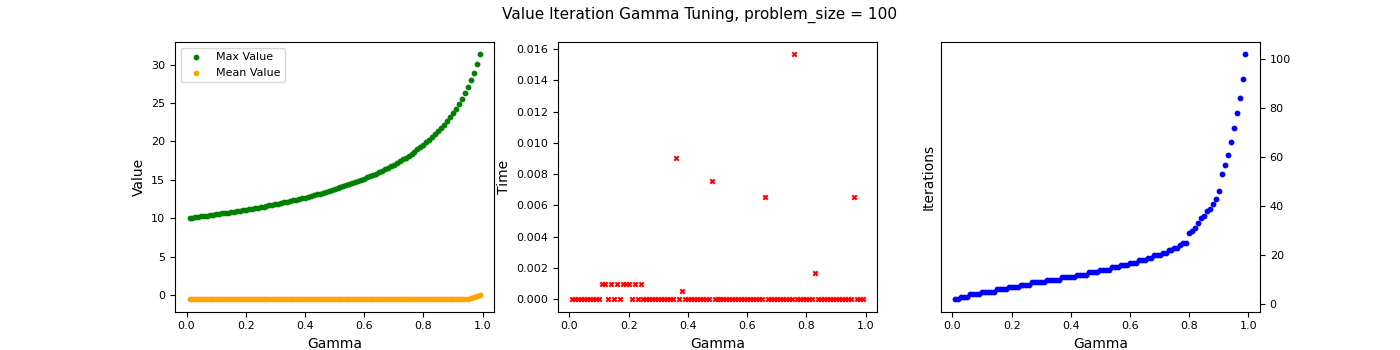 Value Iteration Gamma Tuning, problem_size = 100
Max Value
Mean Value
Value
30
25
20
15
10
5
0
0.0 0.2 0.4 0.6 0.8 1.0
Gamma
Time
0.016
0.014
0.012
0.010
0.008
0.006
0.004
0.002
0.000
0.0 0.2 0.4 0.6 0.8 1.0
Gamma
Iterations
100
80
60
40
20
0
0.0 0.2 0.4 0.6 0.8 1.0
Gamma